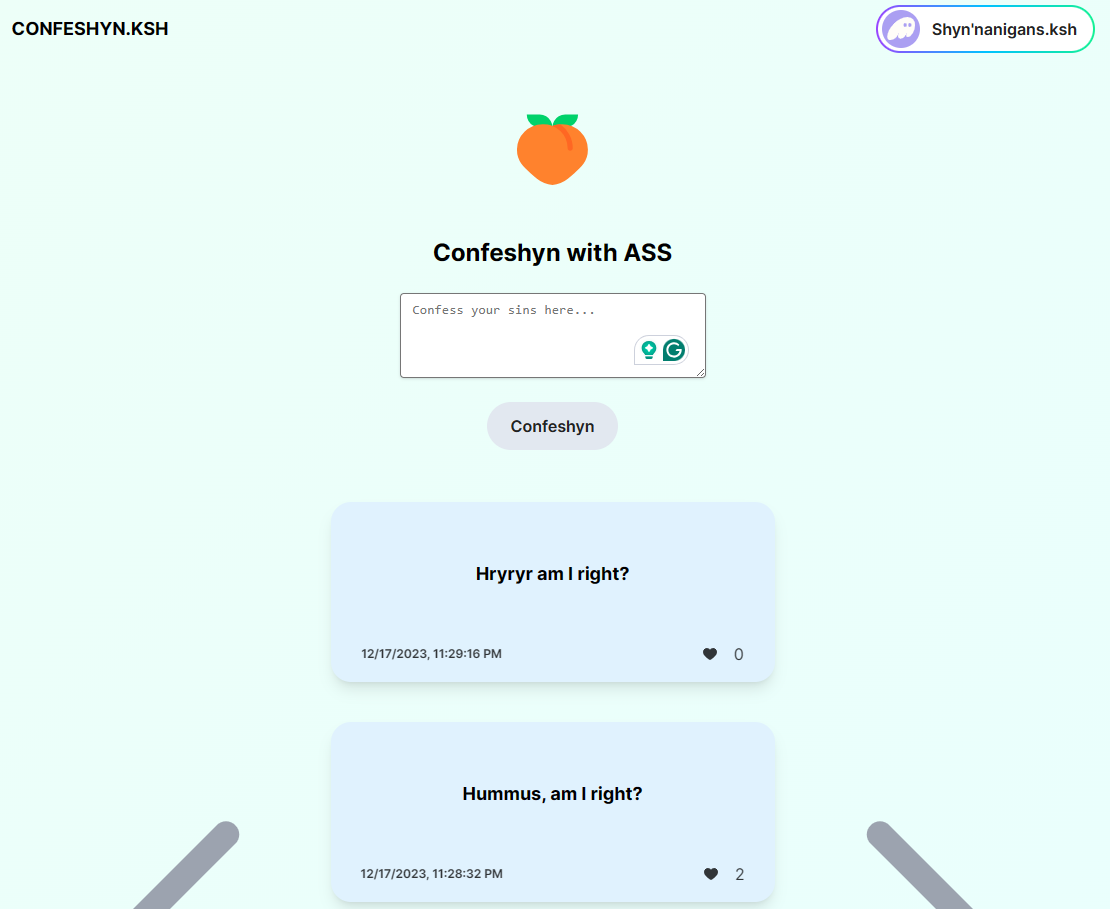 CONFESHYN.KSH
Shyn'nanigans.ksh
Confeshyn with ASS
Confess your sins here...
Confeshyn
Hryryr am I right?
12/17/2023, 11:29:16 PM
0
Hummus, am I right?
12/17/2023, 11:28:32 PM
2